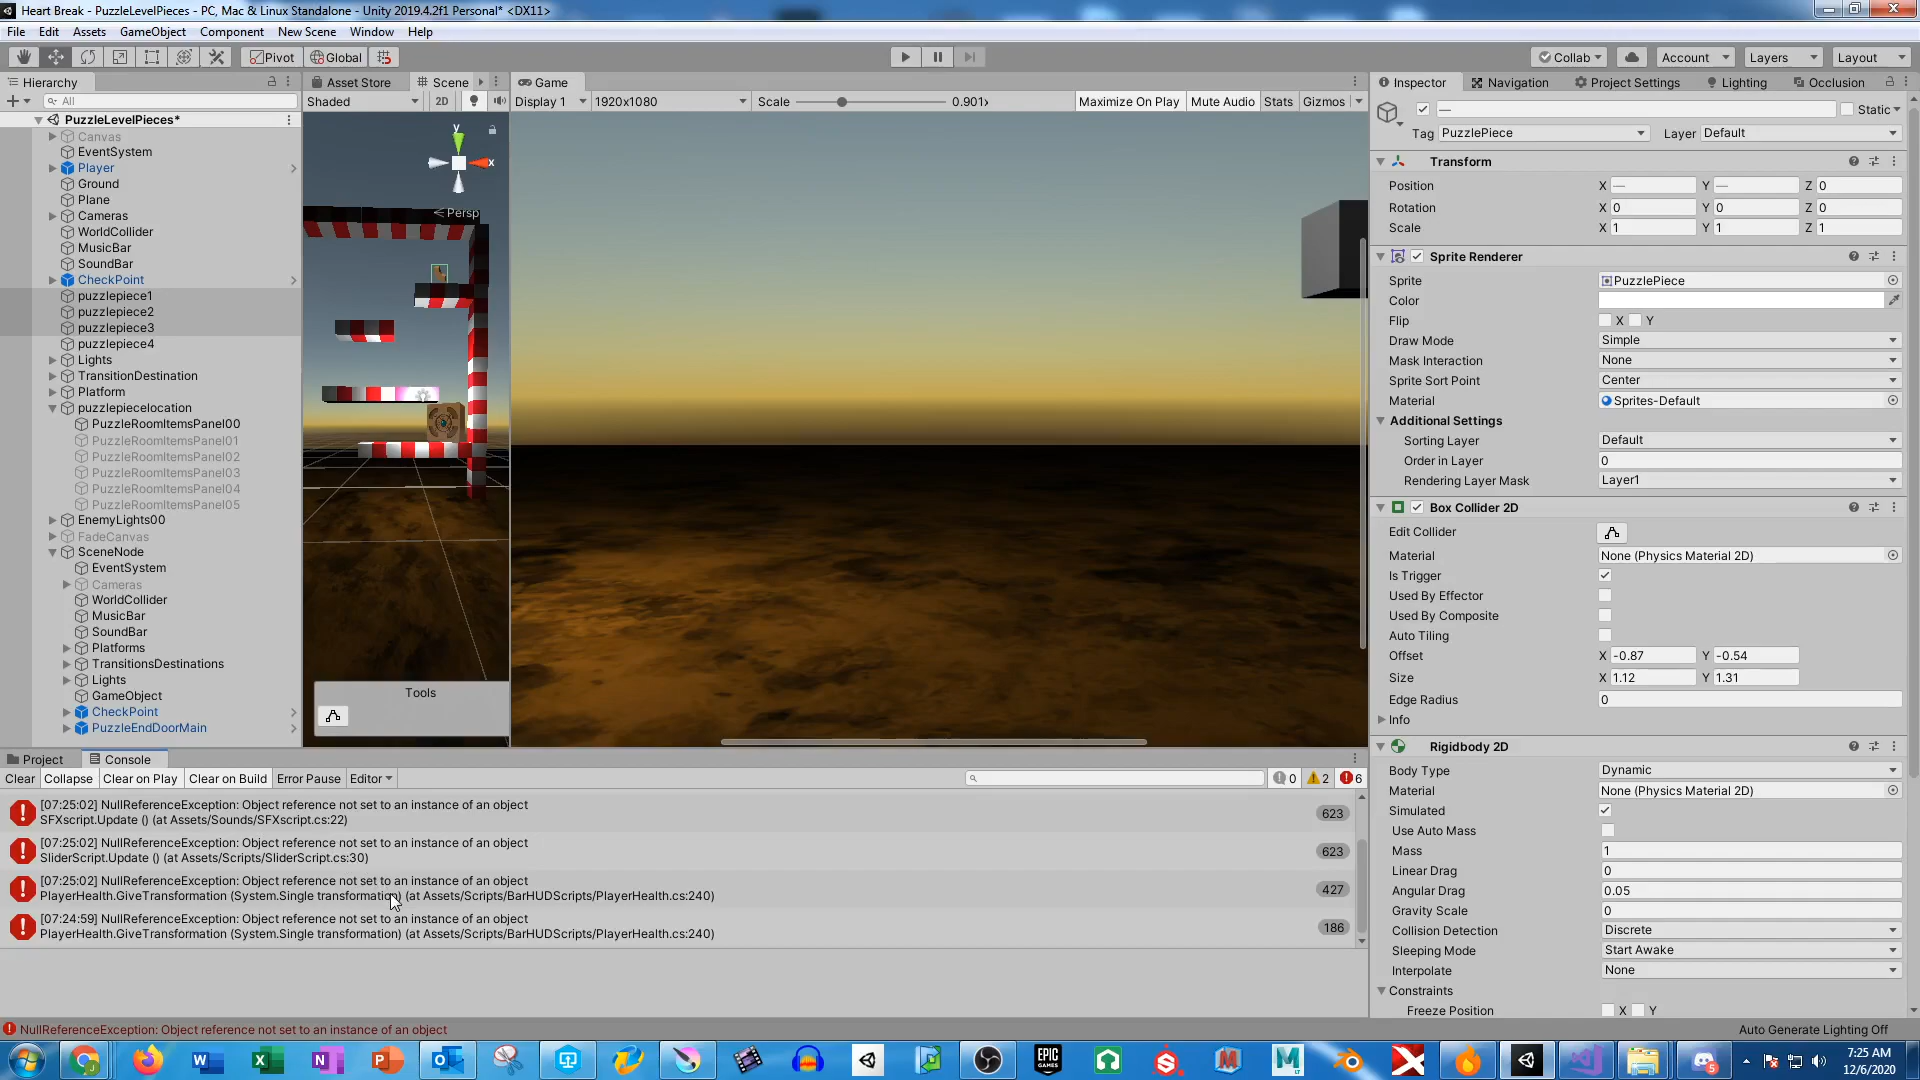 Heart Break - PuzzleLevelPieces - PC, Mac & Linux Standalone - Unity 2019.4.2f1 Personal* <DX11>
File Edit Assets GameObject Component New Scene Window Help
Pivot Global Collab Account Layers Layout
Hierarchy
All
PuzzleLevelPieces*
Canvas
EventSystem
Player
Ground
Plane
Cameras
WorldCollider
MusicBar
SoundBar
CheckPoint
puzzlepiece1
puzzlepiece2
puzzlepiece3
puzzlepiece4
Lights
TransitionDestination
Platform
puzzlepiecelocation
PuzzleRoomItemsPanel00
PuzzleRoomItemsPanel01
PuzzleRoomItemsPanel02
PuzzleRoomItemsPanel03
PuzzleRoomItemsPanel04
PuzzleRoomItemsPanel05
EnemyLights00
FadeCanvas
SceneNode
EventSystem
Cameras
WorldCollider
MusicBar
SoundBar
Platforms
TransitionsDestinations
Lights
GameObject
CheckPoint
PuzzleEndDoorMain
Asset Store Scene
Shaded 2D
y
x
Persp
Tools
Game
Display 1 1920x1080 Scale 0.901x Maximize On Play Mute Audio Stats Gizmos
Inspector Navigation Project Settings Lighting Occlusion
— Static
Tag PuzzlePiece Layer Default
Transform
Position X — Y — Z 0
Rotation X 0 Y 0 Z 0
Scale X 1 Y 1 Z 1
Sprite Renderer
Sprite PuzzlePiece
Color
Flip X Y
Draw Mode Simple
Mask Interaction None
Sprite Sort Point Center
Material Sprites-Default
Additional Settings
Sorting Layer Default
Order in Layer 0
Rendering Layer Mask Layer1
Box Collider 2D
Edit Collider
Material None (Physics Material 2D)
Is Trigger
Used By Effector
Used By Composite
Auto Tiling
Offset X -0.87 Y -0.54
Size X 1.12 Y 1.31
Edge Radius 0
Info
Rigidbody 2D
Body Type Dynamic
Material None (Physics Material 2D)
Simulated
Use Auto Mass
Mass 1
Linear Drag 0
Angular Drag 0.05
Gravity Scale 0
Collision Detection Discrete
Sleeping Mode Start Awake
Interpolate None
Constraints
Freeze Position X Y
Project Console
Clear Collapse Clear on Play Clear on Build Error Pause Editor 0 2 6
[07:25:02] NullReferenceException: Object reference not set to an instance of an object
SFXscript.Update () (at Assets/Sounds/SFXscript.cs:22)
623
[07:25:02] NullReferenceException: Object reference not set to an instance of an object
SliderScript.Update () (at Assets/Scripts/SliderScript.cs:30)
623
[07:25:02] NullReferenceException: Object reference not set to an instance of an object
PlayerHealth.GiveTransformation (System.Single transformation) (at Assets/Scripts/BarHUDScripts/PlayerHealth.cs:240)
427
[07:24:59] NullReferenceException: Object reference not set to an instance of an object
PlayerHealth.GiveTransformation (System.Single transformation) (at Assets/Scripts/BarHUDScripts/PlayerHealth.cs:240)
186
NullReferenceException: Object reference not set to an instance of an object
Auto Generate Lighting Off
EPIC
GAMES
7:25 AM
12/6/2020